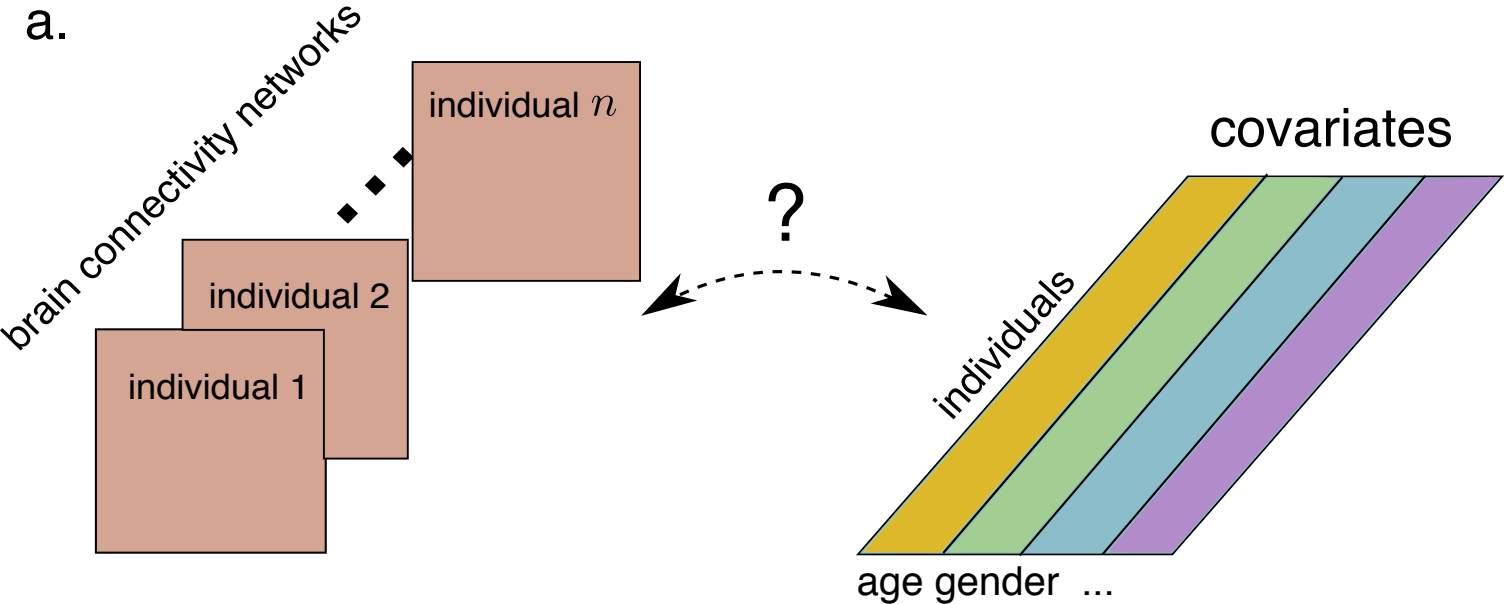 a.
brain connectivity networks
individual n
individual 2
individual 1
?
covariates
individuals
age gender ...